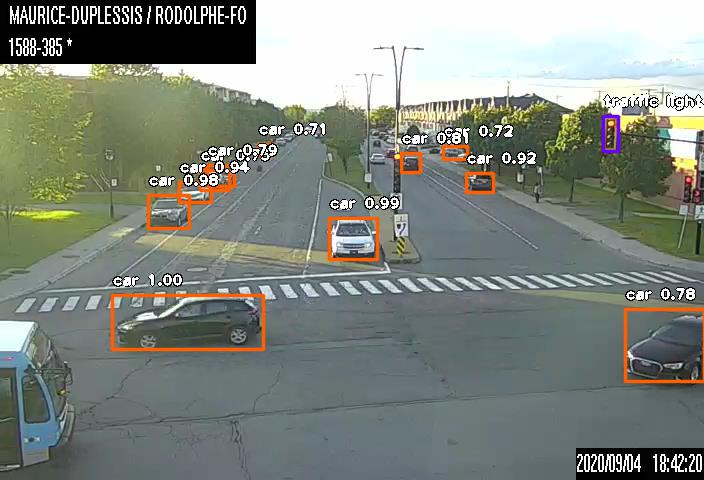 MAURICE-DUPLESSIS / RODOLPHE-FO
1588-385 *
traffic light
car 0.71
car 0.81
0.72
car 0.79
car 0.92
car 0.94
car 0.98
car 0.99
car 1.00
car 0.78
2020/09/04 18:42:20